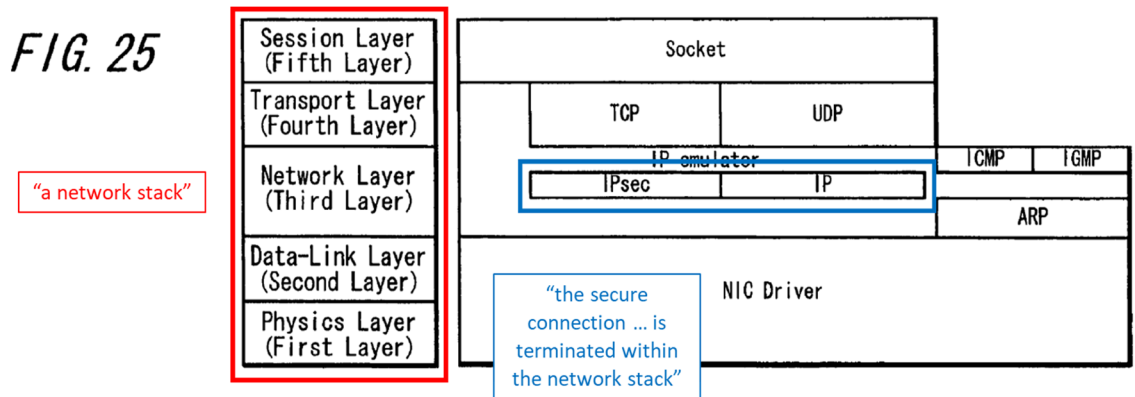 FIG. 25
Session Layer
(Fifth Layer)
Transport Layer
(Fourth Layer)
Network Layer
(Third Layer)
Data-Link Layer
(Second Layer)
Physics Layer
(First Layer)
"a network stack"
Socket
TCP
UDP
IP emulator
ICMP
IGMP
IPsec
IP
ARP
NIC Driver
“the secure
connection ... is
terminated within
the network stack”